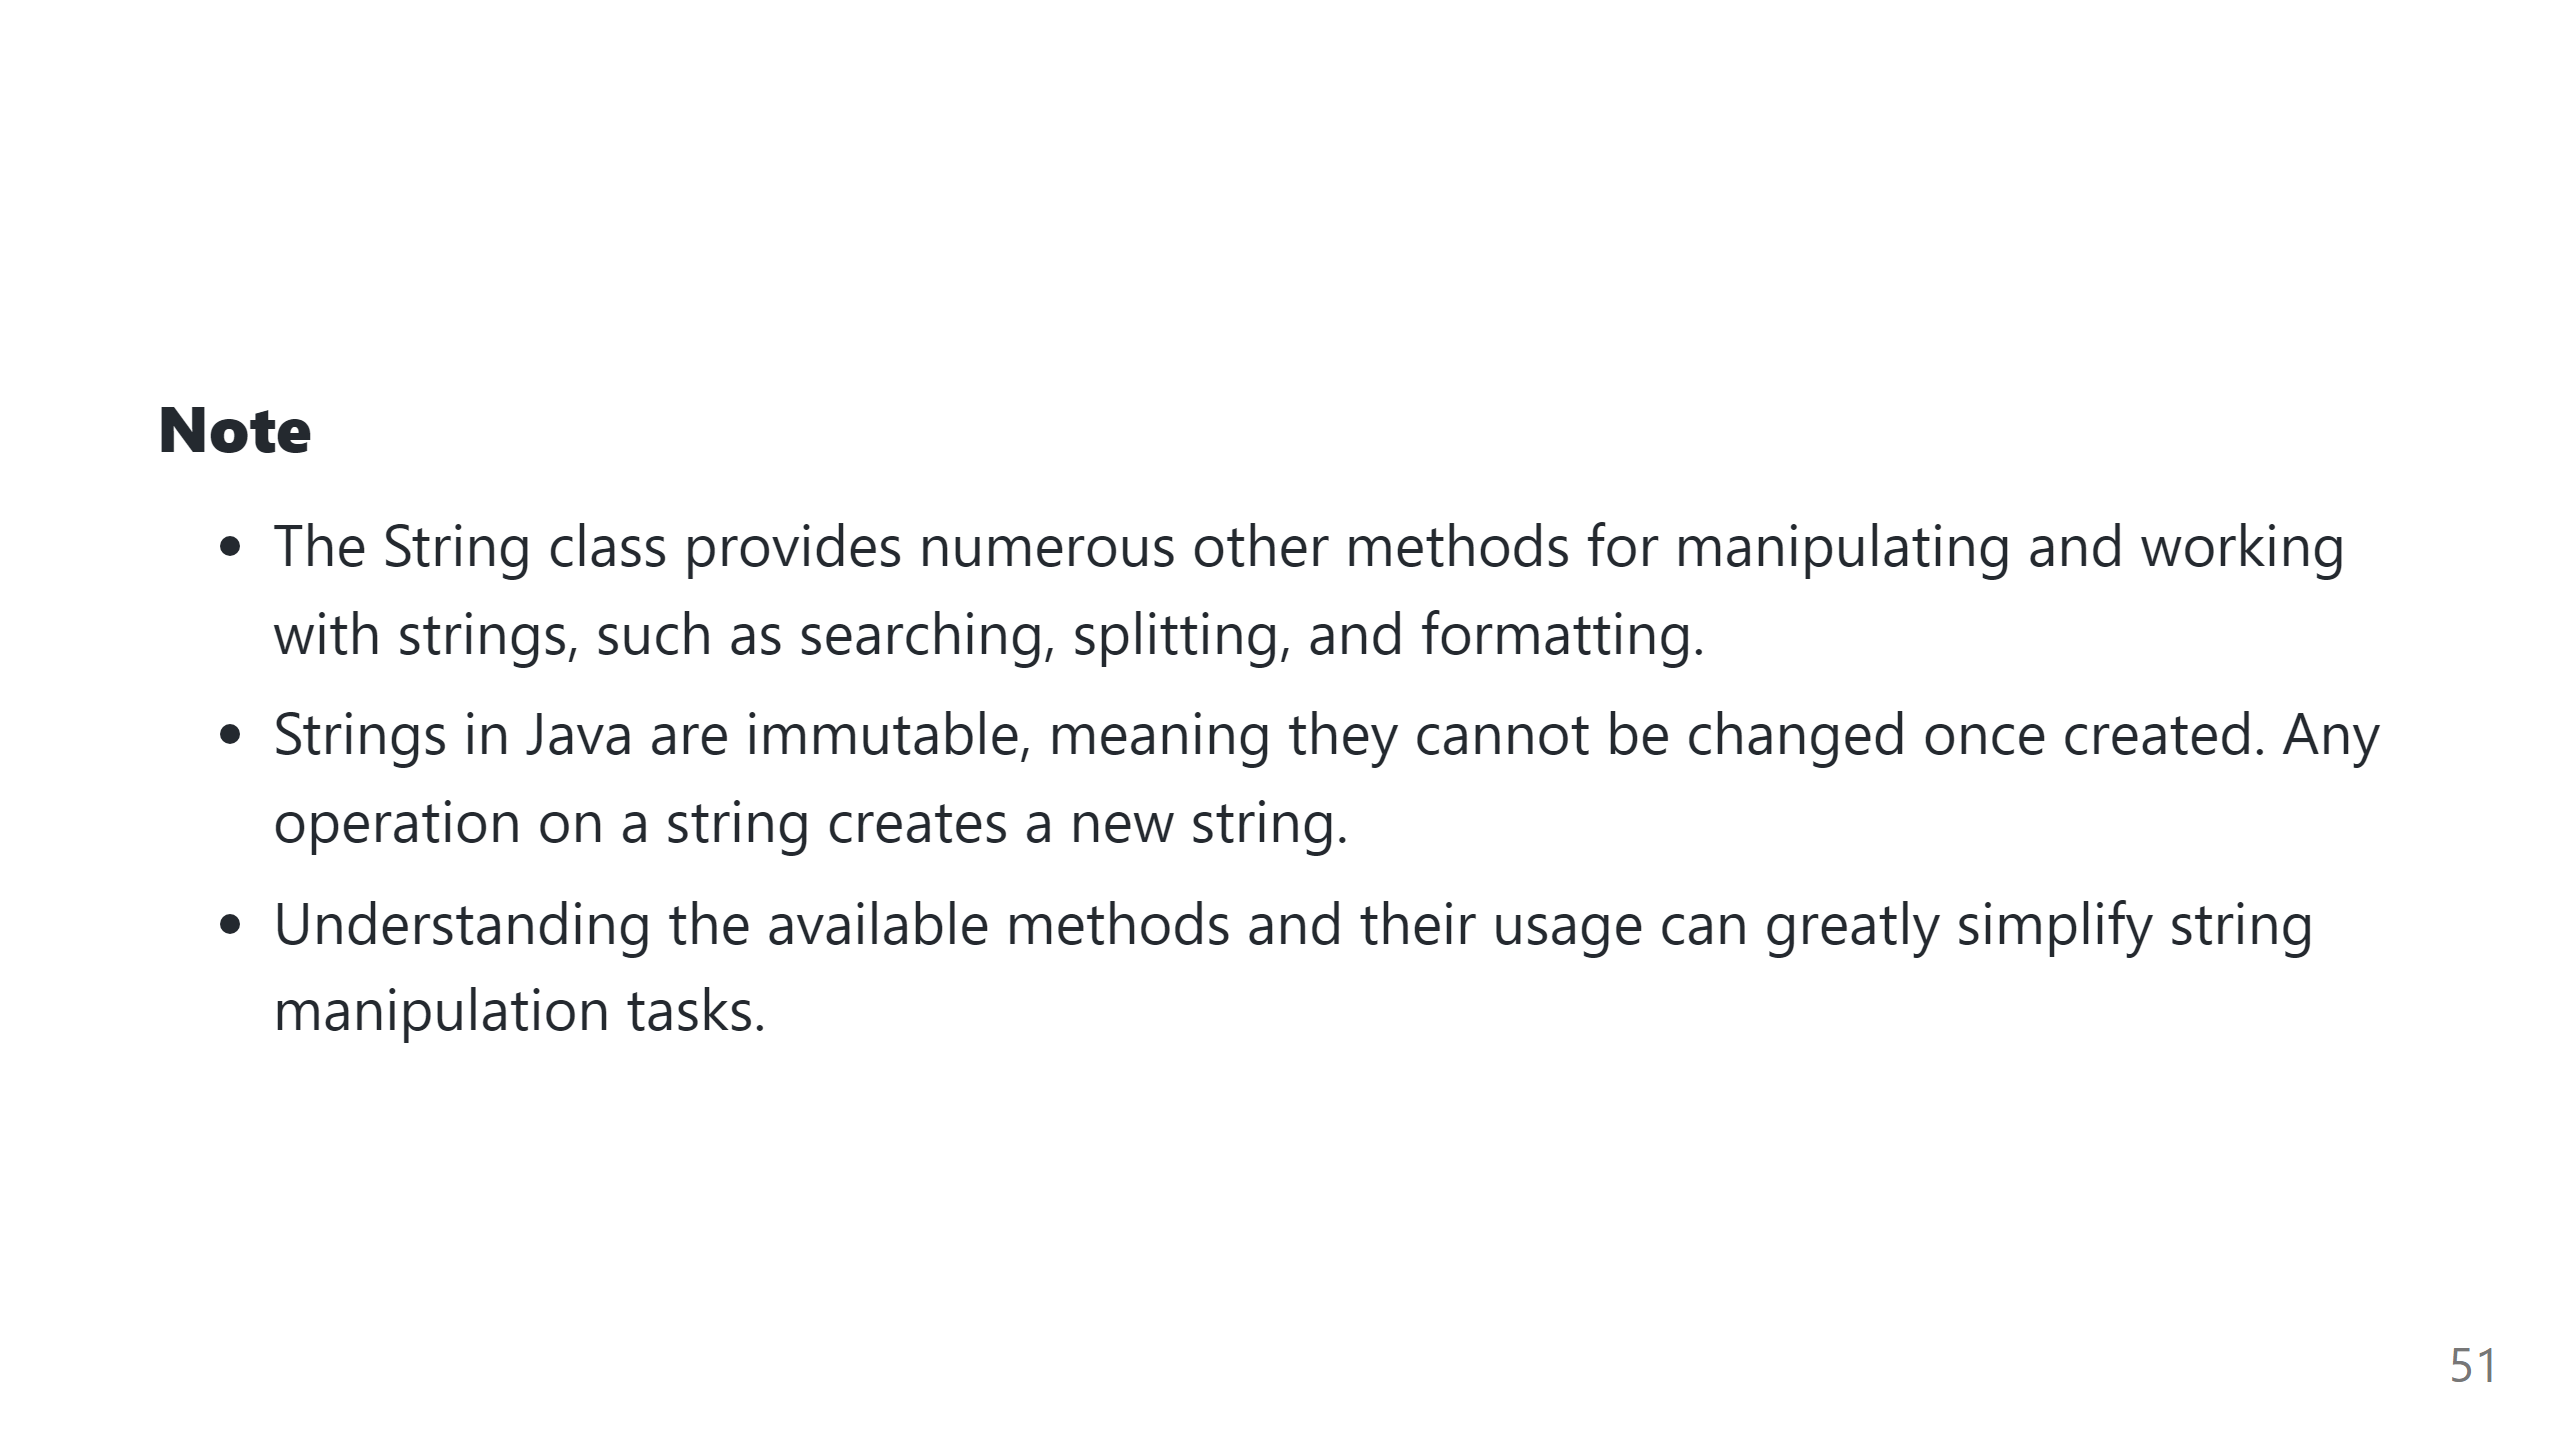 Note
• The String class provides numerous other methods for manipulating and working
with strings, such as searching, splitting, and formatting.
• Strings in Java are immutable, meaning they cannot be changed once created. Any
operation on a string creates a new string.
• Understanding the available methods and their usage can greatly simplify string
manipulation tasks.
51